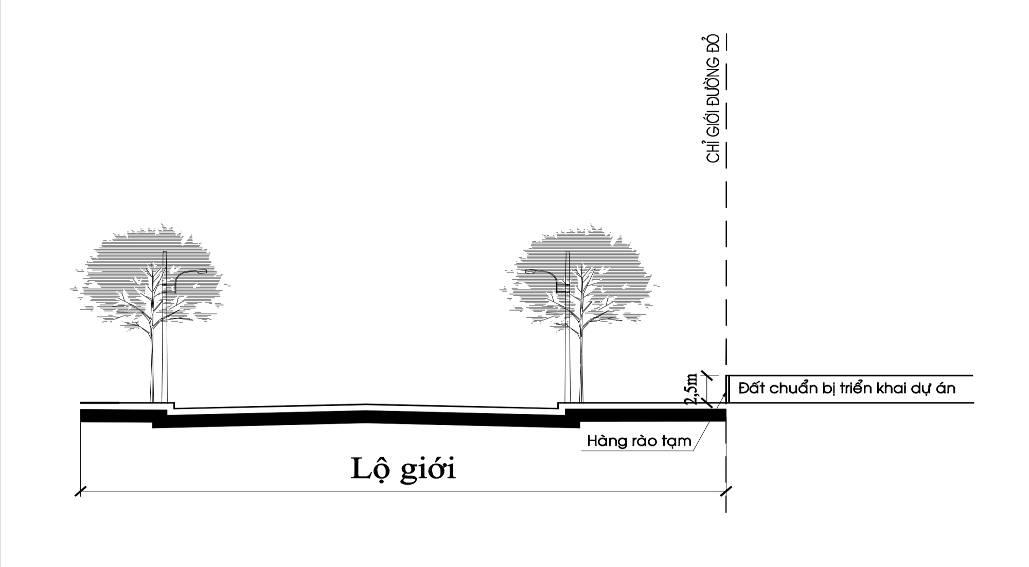 CHỈ GIỚI ĐƯỜNG ĐỎ
2,5m
Đất chuẩn bị triển khai dự án
Hàng rào tạm
Lộ giới